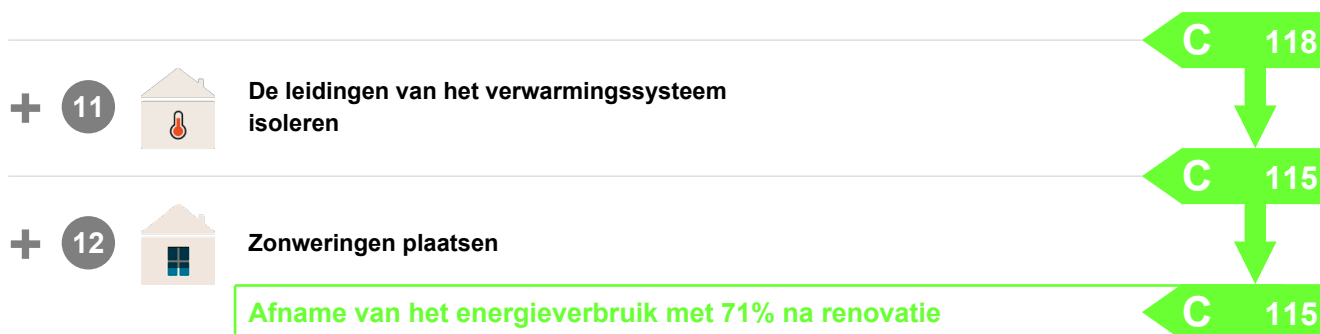 C 118
+ 11 De leidingen van het verwarmingssysteem
isoleren
C 115
+ 12 Zonweringen plaatsen
Afname van het energieverbruik met 71% na renovatie C 115